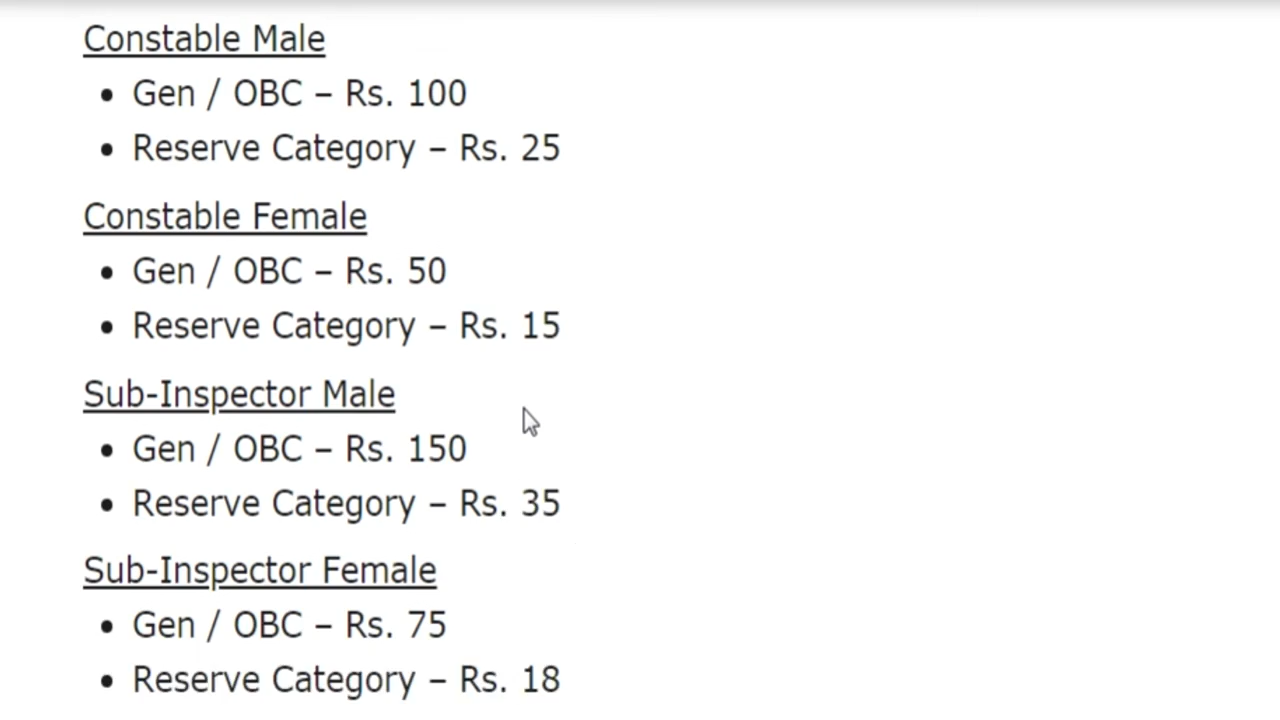 Constable Male
• Gen / OBC – Rs. 100
• Reserve Category – Rs. 25
Constable Female
• Gen / OBC – Rs. 50
• Reserve Category – Rs. 15
Sub-Inspector Male
• Gen / OBC – Rs. 150
• Reserve Category – Rs. 35
Sub-Inspector Female
• Gen / OBC – Rs. 75
• Reserve Category – Rs. 18